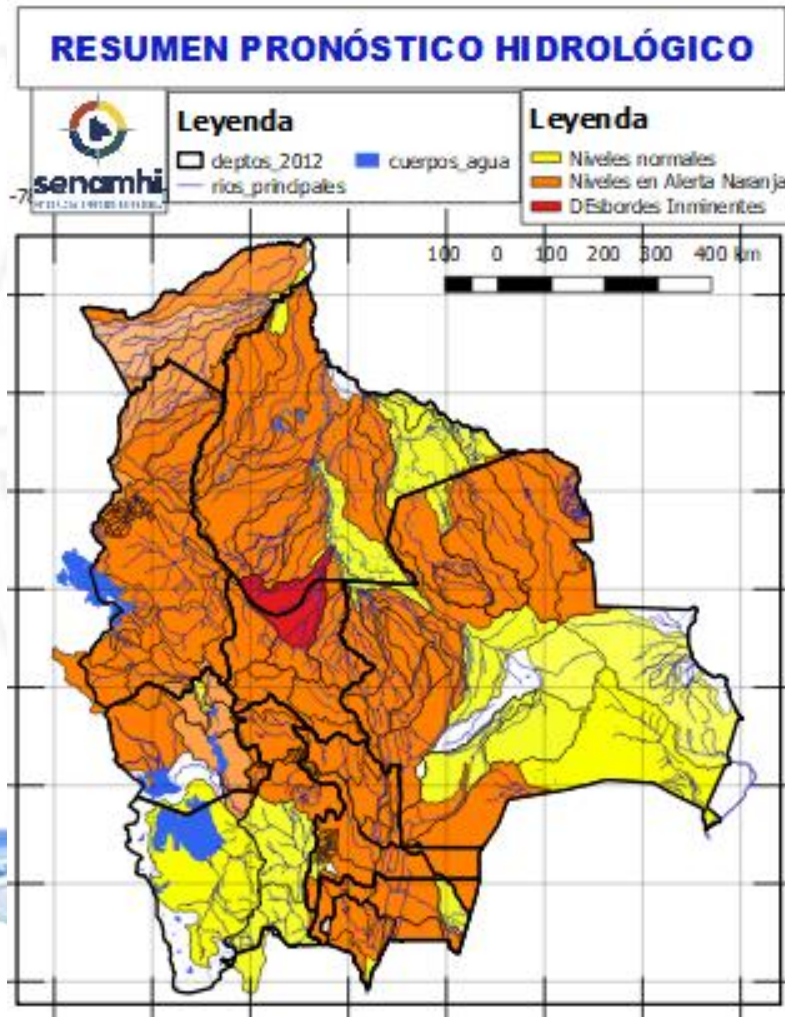 RESUMEN PRONÓSTICO HIDROLÓGICO
senamhi
Leyenda
deptos_2012
cuerpos_agua
rios_principales
Leyenda
Niveles normales
Niveles en Alerta Naranja
DEsbordes Inminentes
100 0 100 200 300 400 km